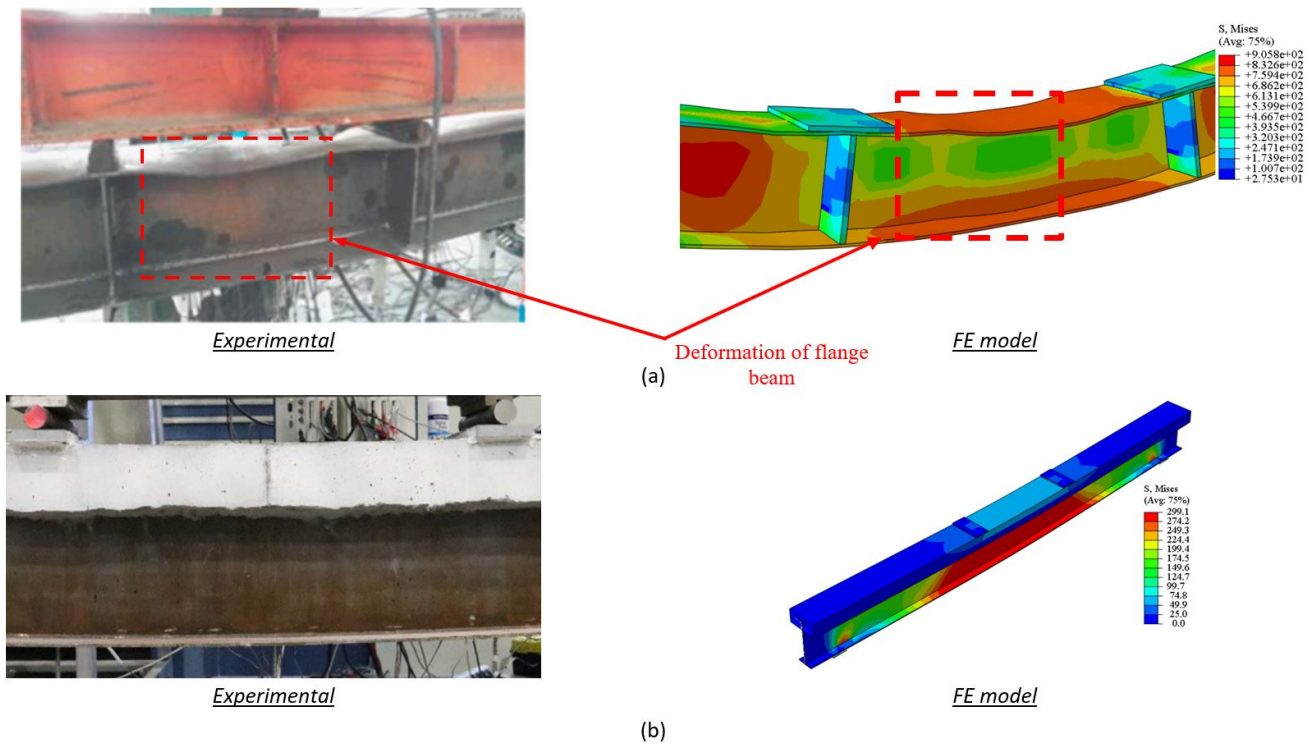 S, Mises
(Avg: 75%)
+9.058e+02
+8.326e+02
+7.594e+02
+6.862e+02
+6.131e+02
+5.399e+02
+4.667e+02
+3.935e+02
+3.203e+02
+2.471e+02
+1.739e+02
+1.007e+02
+2.753e+01
Experimental
FE model
Deformation of flange
beam
(a)
S, Mises
(Avg: 75%)
299.1
274.2
249.3
224.4
199.4
174.5
149.6
124.7
99.7
74.8
49.9
25.0
0.0
Experimental
FE model
(b)